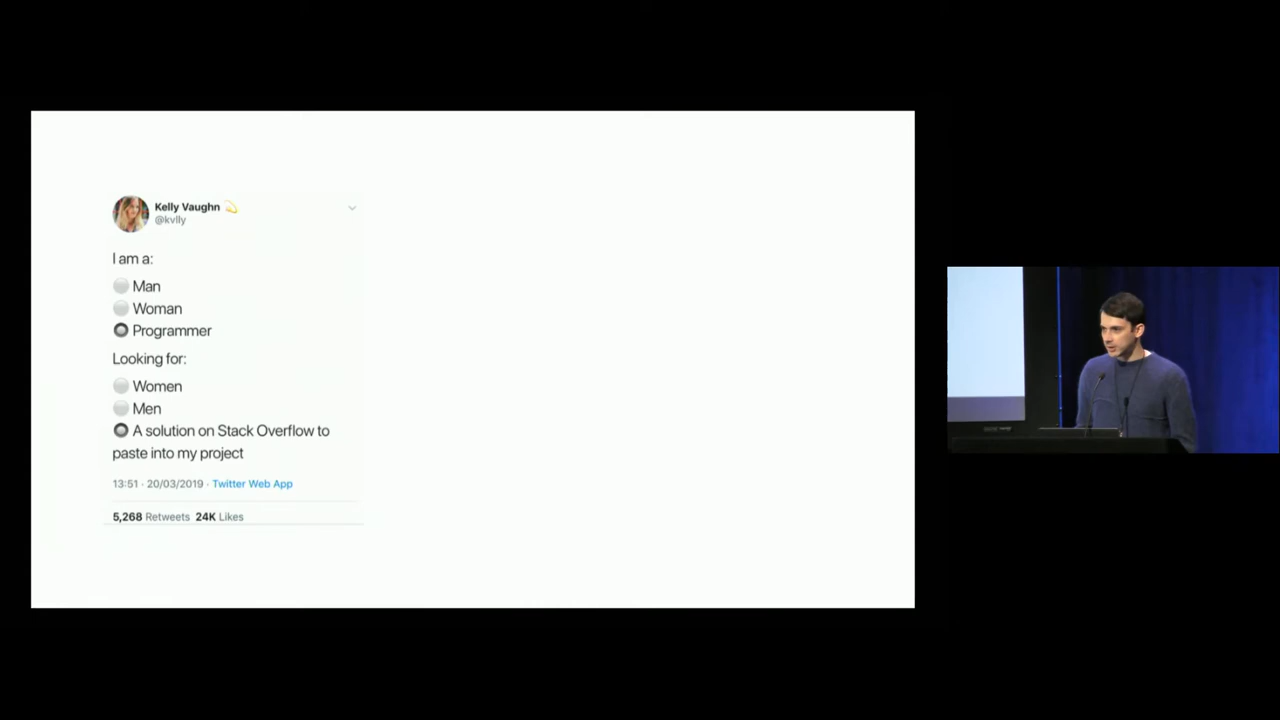 Kelly Vaughn 💫
@kvlly
I am a:
Man
Woman
Programmer
Looking for:
Women
Men
A solution on Stack Overflow to
paste into my project
13:51 · 20/03/2019 · Twitter Web App
5,268 Retweets 24K Likes